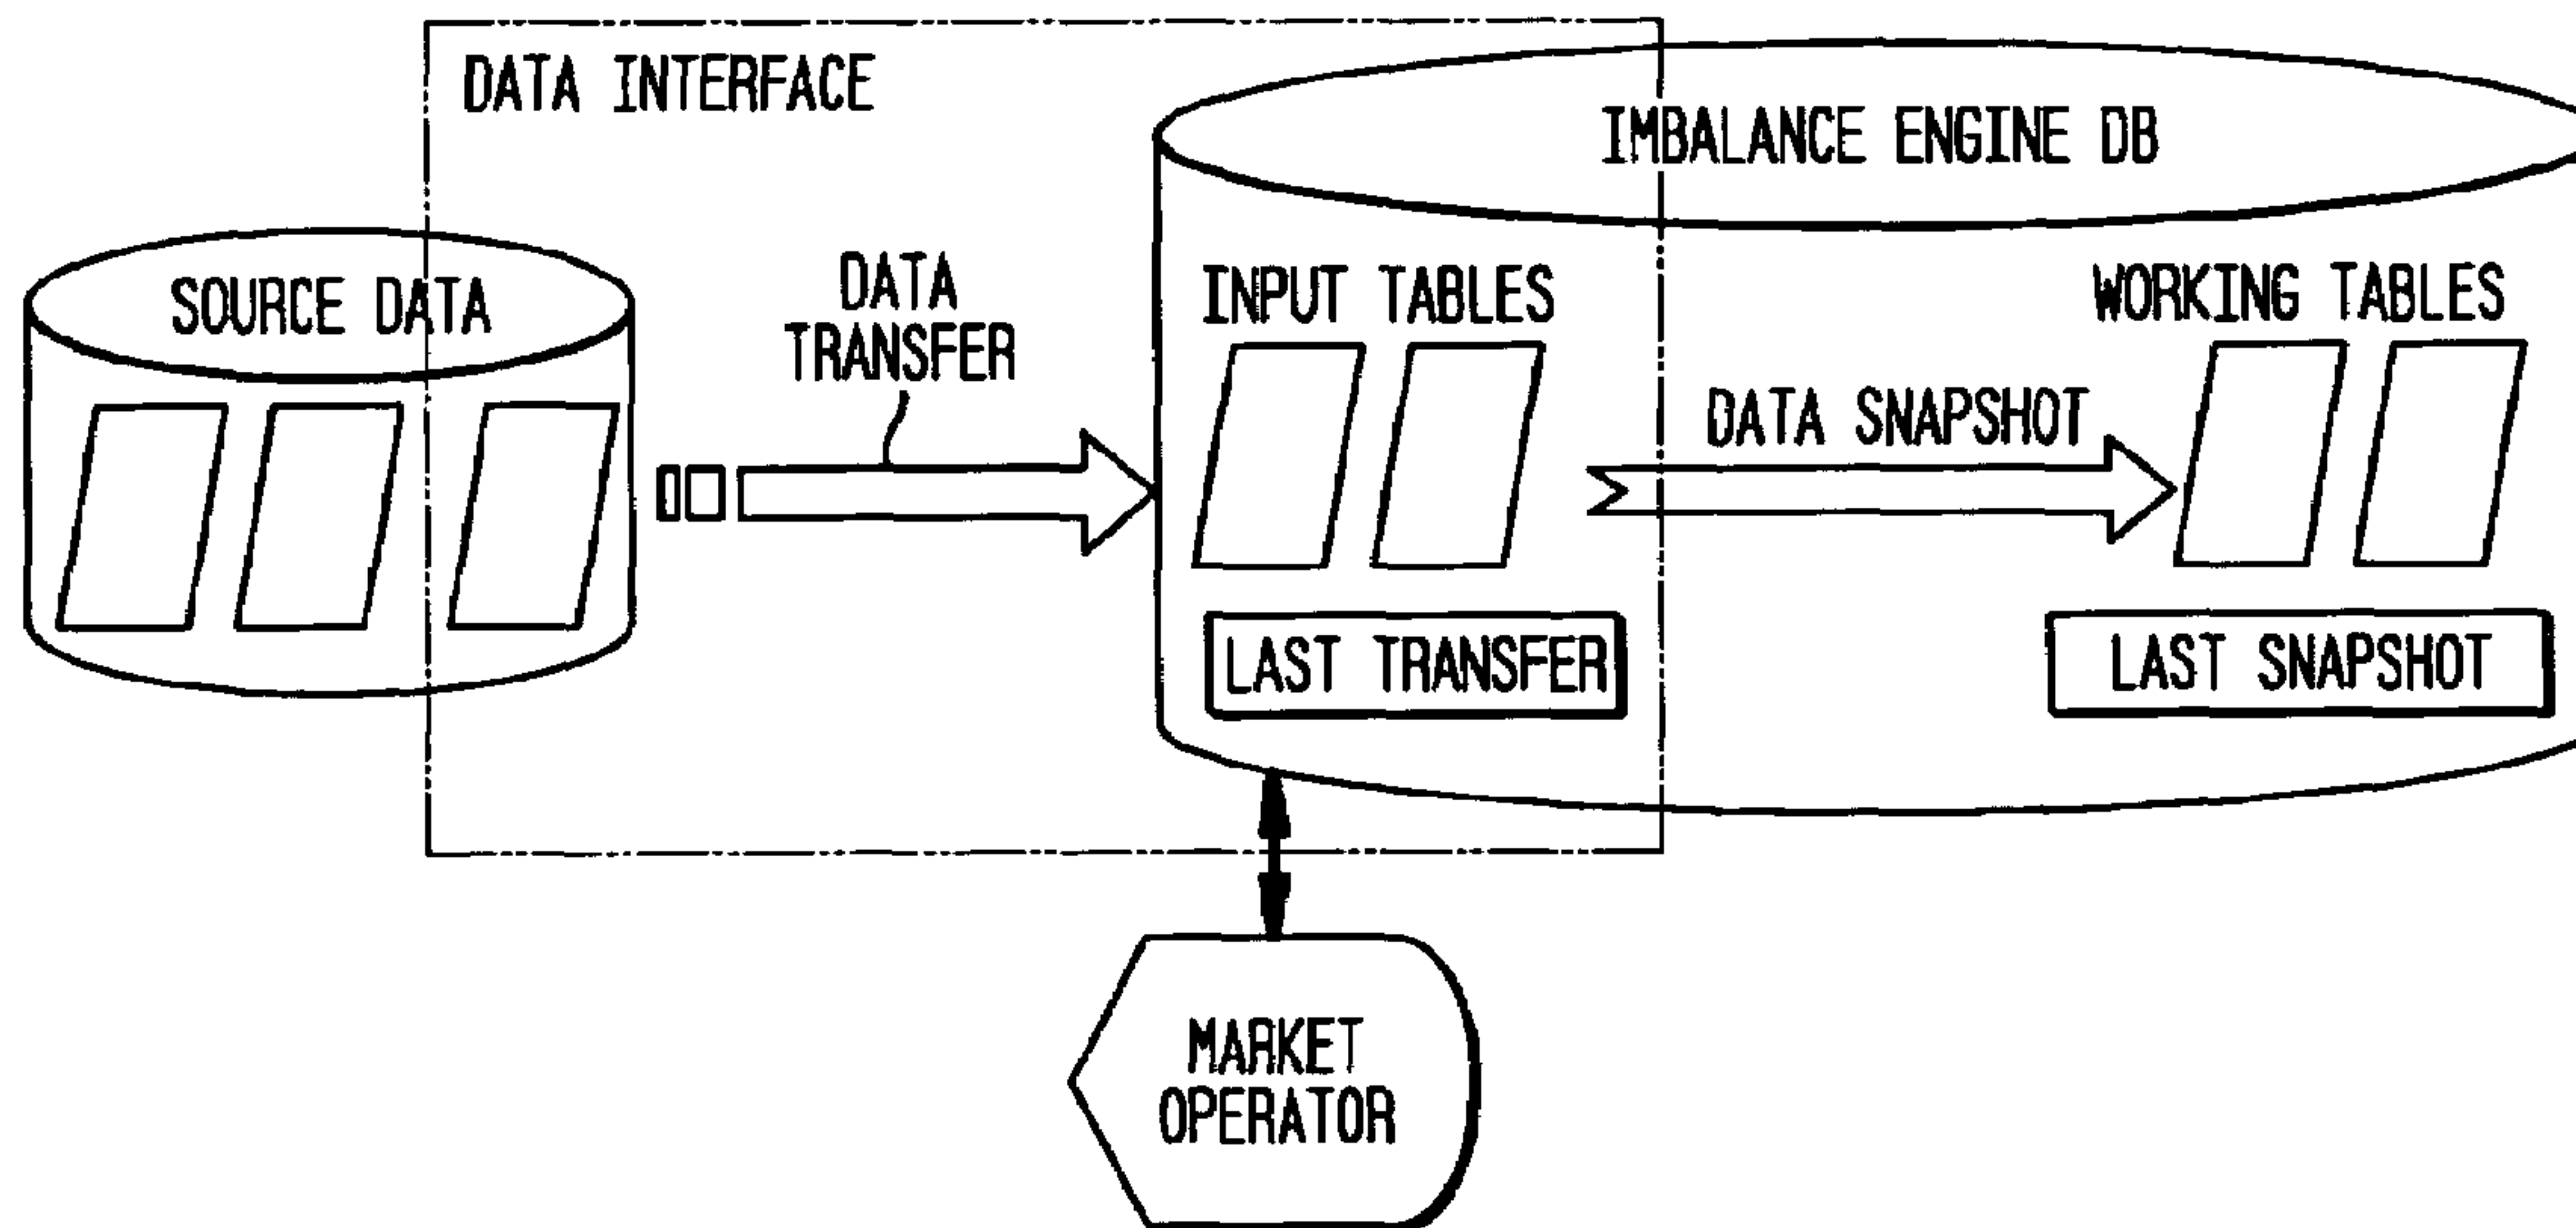 DATA INTERFACE
IMBALANCE ENGINE DB
SOURCE DATA
DATA
TRANSFER
INPUT TABLES
WORKING TABLES
DATA SNAPSHOT
LAST TRANSFER
LAST SNAPSHOT
MARKET
OPERATOR